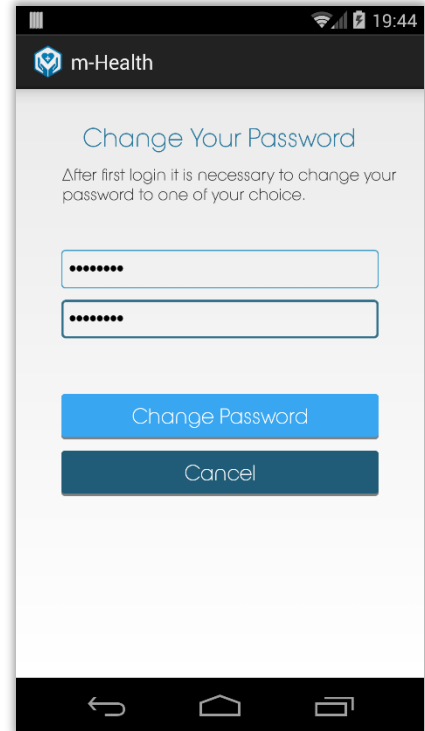 19:44
m-Health
Change Your Password
After first login it is necessary to change your
password to one of your choice.
••••••••
••••••••
Change Password
Cancel